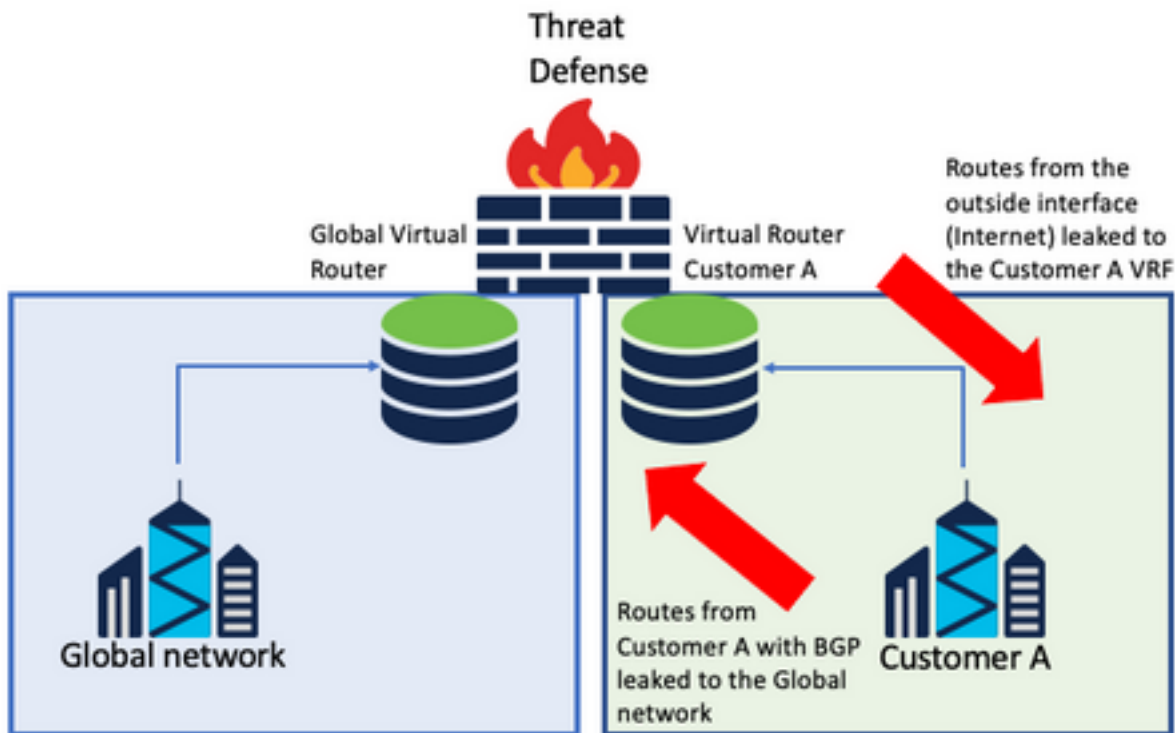 Threat
Defense
Global Virtual
Router
Virtual Router
Customer A
Routes from the
outside interface
(Internet) leaked to
the Customer A VRF
Global network
Routes from
Customer A with BGP
leaked to the Global
network
Customer A